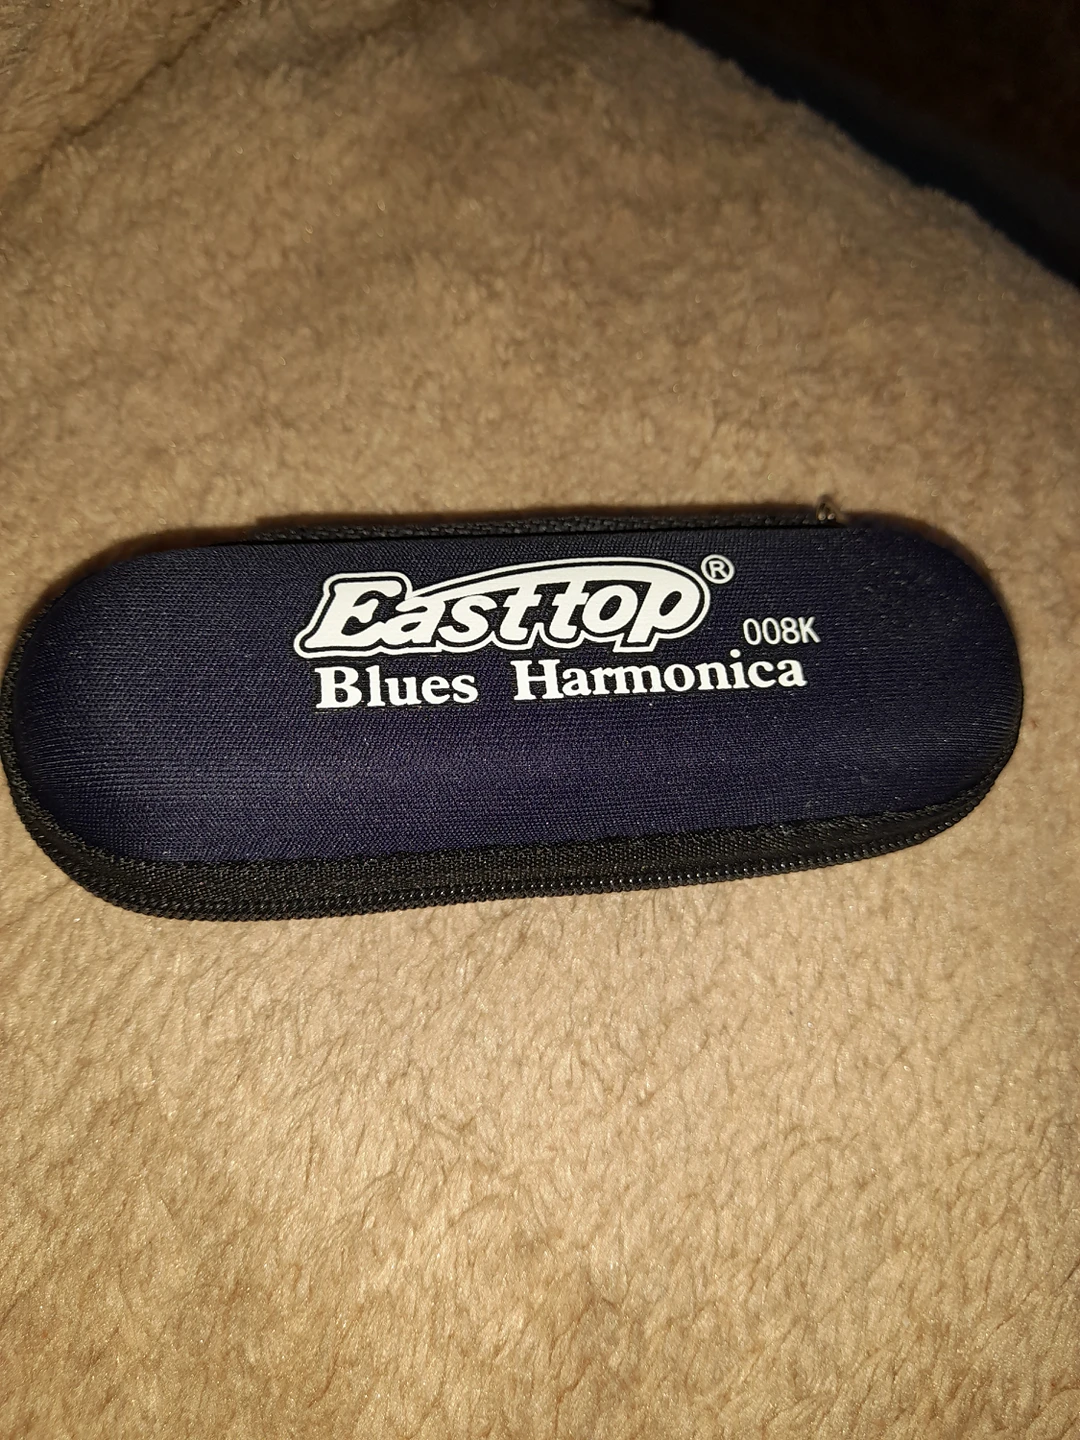 Easttop®
008K
Blues Harmonica